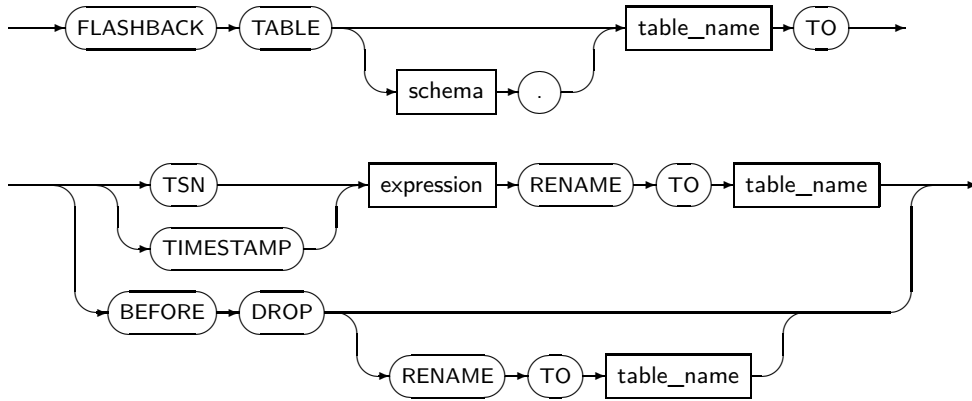 FLASHBACK TABLE table_name TO
schema .
TSN expression RENAME TO table_name
TIMESTAMP
BEFORE DROP
RENAME TO table_name